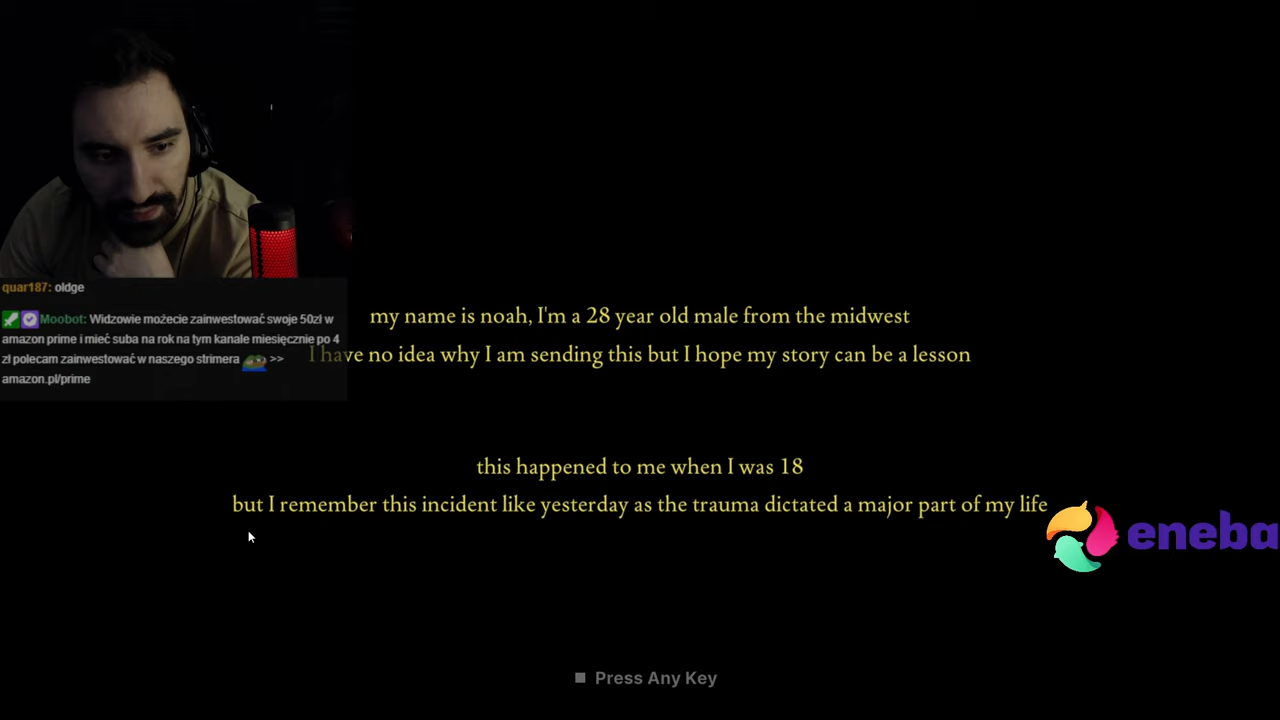 quar187: oldge
Moobot: Widzowie możecie zainwestować swoje 50zł w
amazon prime i mieć suba na rok na tym kanale miesięcznie po 4
zł polecam zainwestować w naszego strimera >>
amazon.pl/prime
my name is noah, I'm a 28 year old male from the midwest
I have no idea why I am sending this but I hope my story can be a lesson
this happened to me when I was 18
but I remember this incident like yesterday as the trauma dictated a major part of my life
eneba
Press Any Key